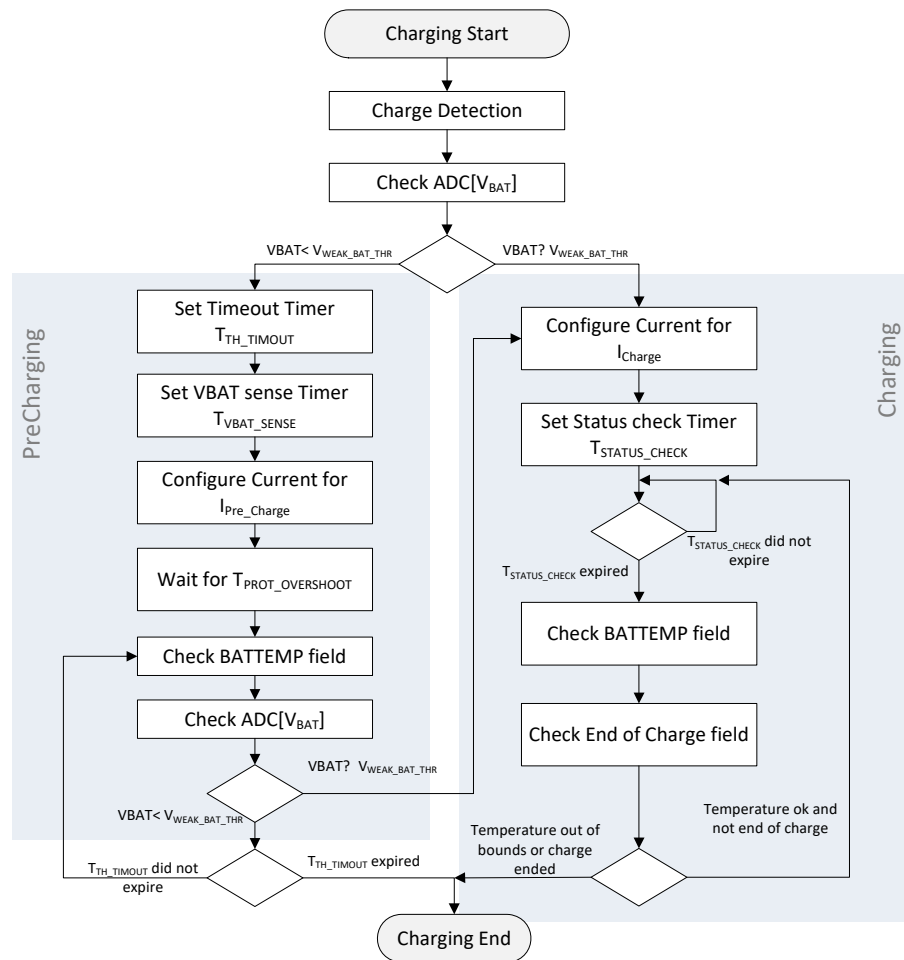 Charging Start
Charge Detection
Check ADC[VBAT]
VBAT< VWEAK_BAT_THR
VBAT? VWEAK_BAT_THR
PreCharging
Set Timeout Timer
TTH_TIMOUT
Set VBAT sense Timer
TVBAT_SENSE
Configure Current for
IPre_Charge
Wait for TPROT_OVERSHOOT
Check BATTEMP field
Check ADC[VBAT]
VBAT? VWEAK_BAT_THR
VBAT< VWEAK_BAT_THR
TTH_TIMOUT did not
expire
TTH_TIMOUT expired
Charging
Configure Current for
ICharge
Set Status check Timer
TSTATUS_CHECK
TSTATUS_CHECK did not
expire
TSTATUS_CHECK expired
Check BATTEMP field
Check End of Charge field
Temperature ok and
not end of charge
Temperature out of
bounds or charge
ended
Charging End